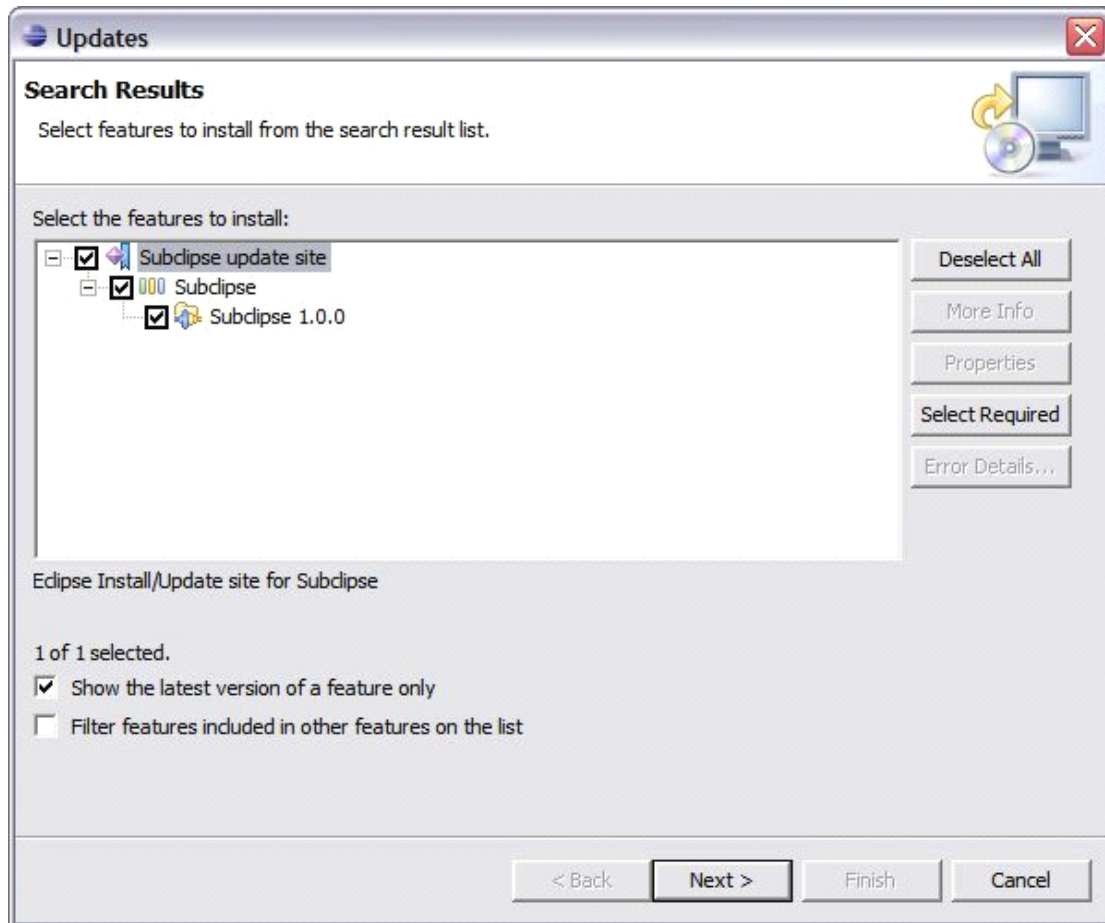 Updates
Search Results
Select features to install from the search result list.
Select the features to install:
Subclipse update site
Subclipse
Subclipse 1.0.0
Deselect All
More Info
Properties
Select Required
Error Details...
Eclipse Install/Update site for Subclipse
1 of 1 selected.
Show the latest version of a feature only
Filter features included in other features on the list
< Back Next > Finish Cancel